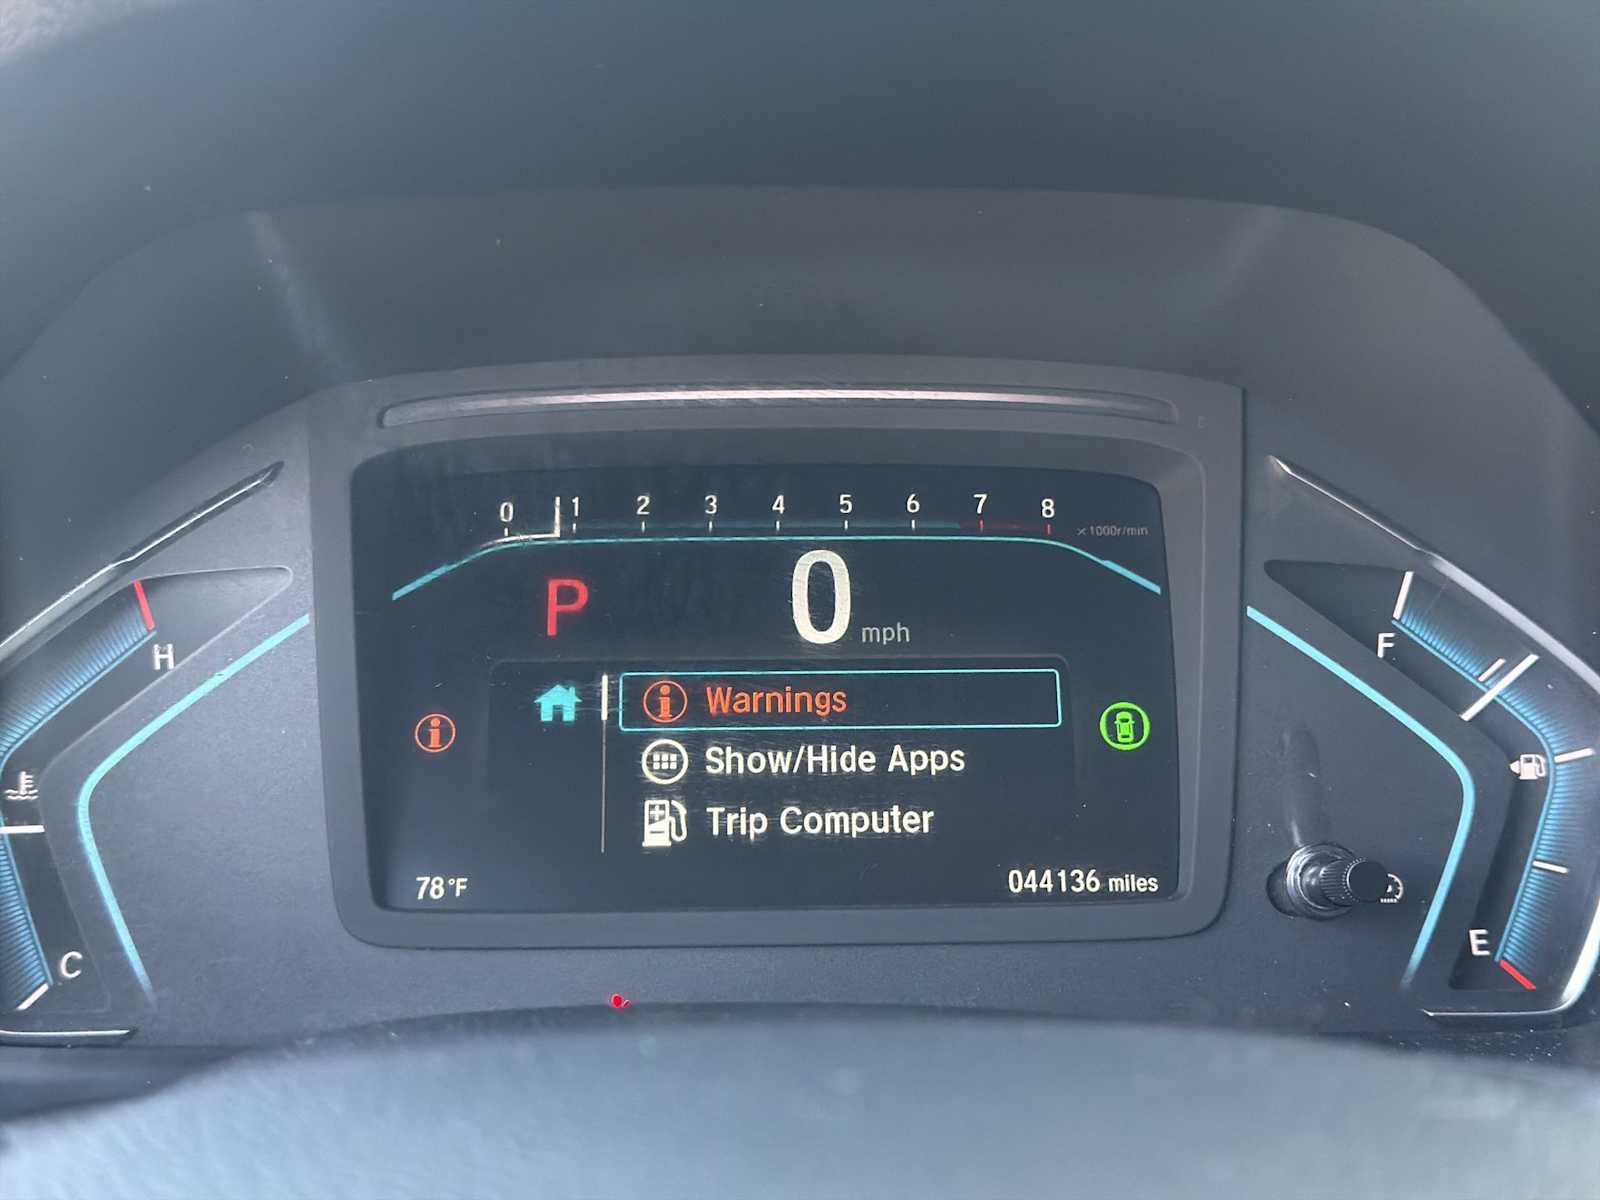 0 1 2 3 4 5 6 7 8
×1000r/min
P 0 mph
H
F
Warnings
Show/Hide Apps
Trip Computer
78°F
044136 miles
C
E